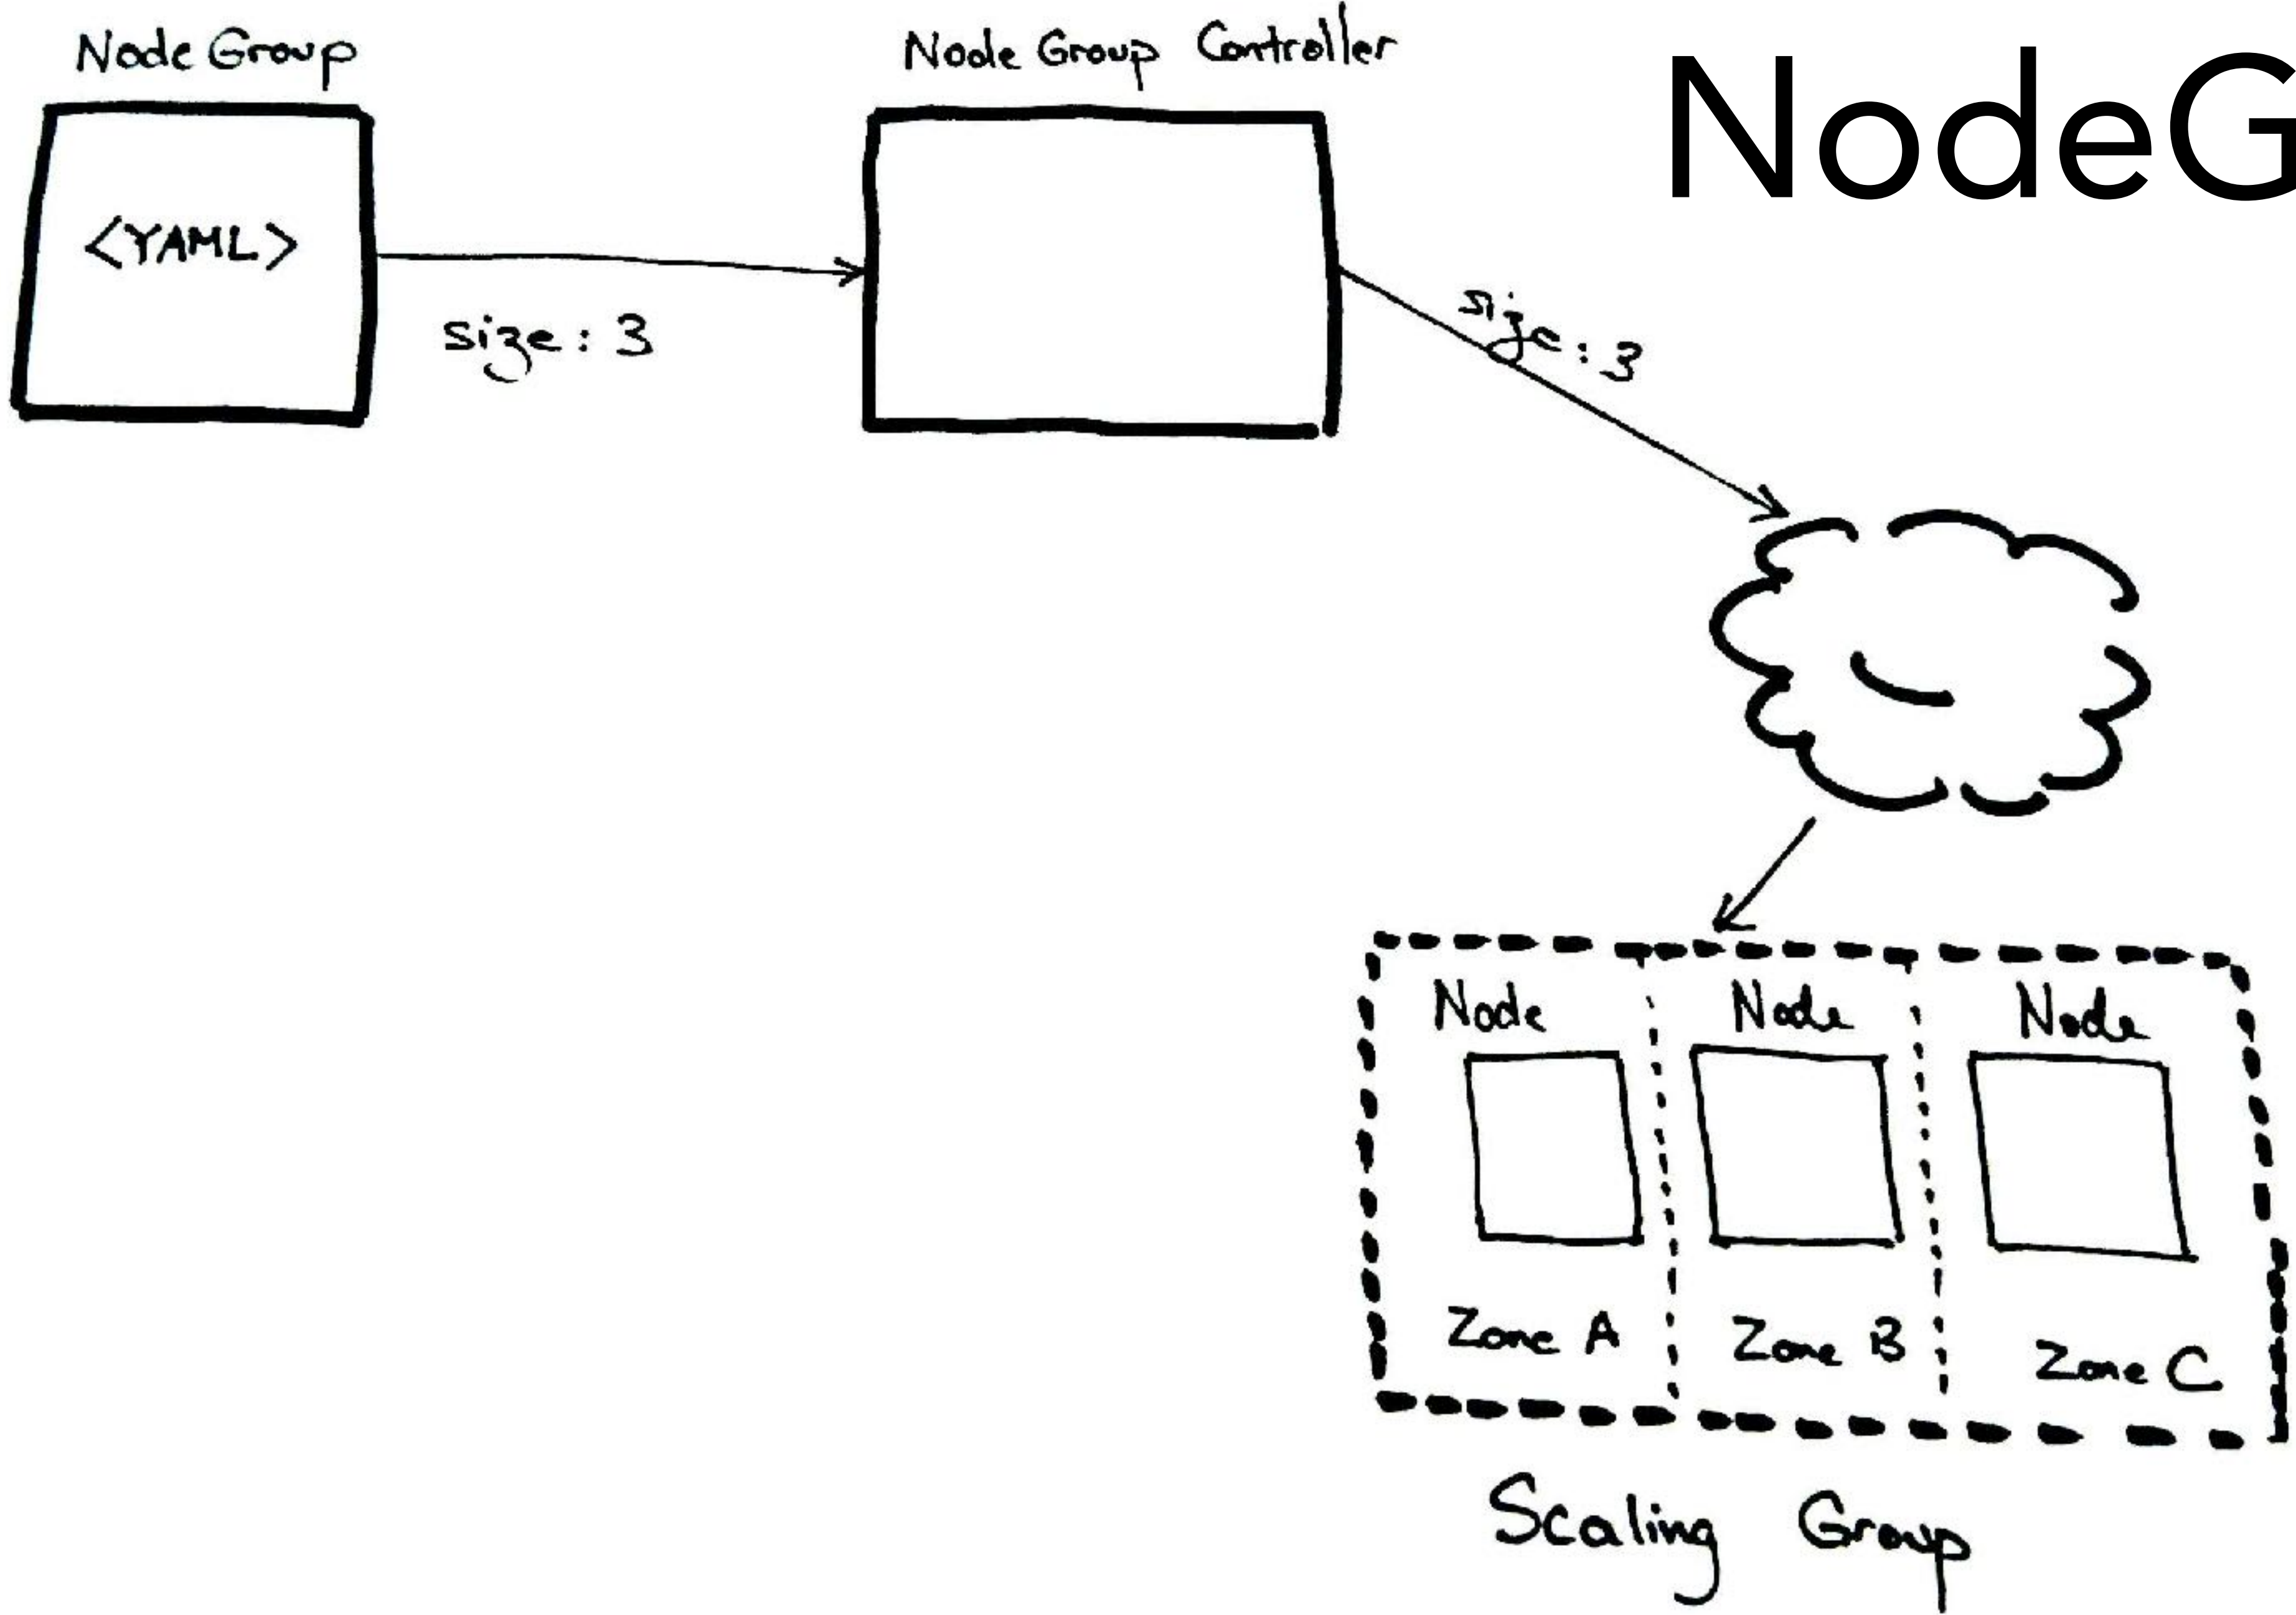 Node Group
Node Group Controller
NodeG
<YAML>
size: 3
size: 3
Node
Node
Node
Zone A
Zone B
Zone C
Scaling Group